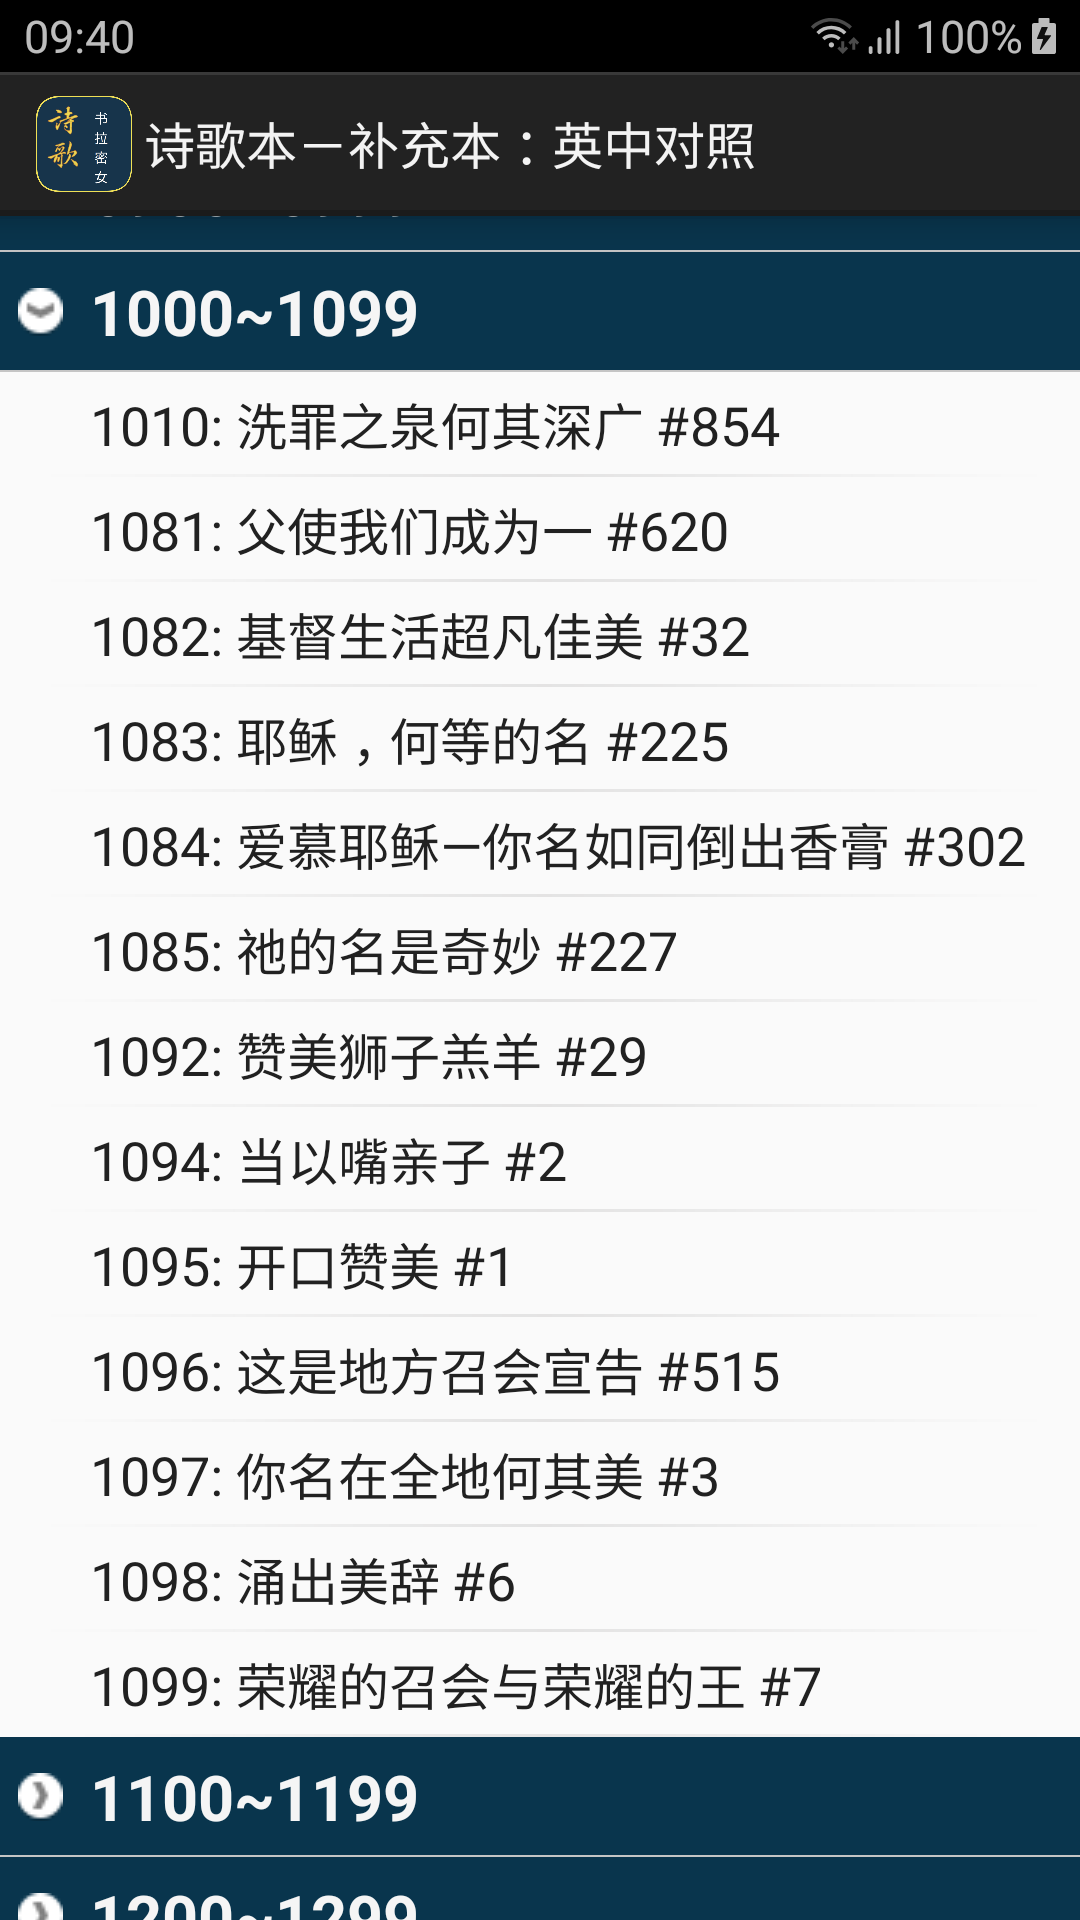 09:40
100%
诗歌
书拉密女
诗歌本－补充本：英中对照
1000~1099
1010: 洗罪之泉何其深广 #854
1081: 父使我们成为一 #620
1082: 基督生活超凡佳美 #32
1083: 耶稣，何等的名 #225
1084: 爱慕耶稣—你名如同倒出香膏 #302
1085: 祂的名是奇妙 #227
1092: 赞美狮子羔羊 #29
1094: 当以嘴亲子 #2
1095: 开口赞美 #1
1096: 这是地方召会宣告 #515
1097: 你名在全地何其美 #3
1098: 涌出美辞 #6
1099: 荣耀的召会与荣耀的王 #7
1100~1199
1200~1299